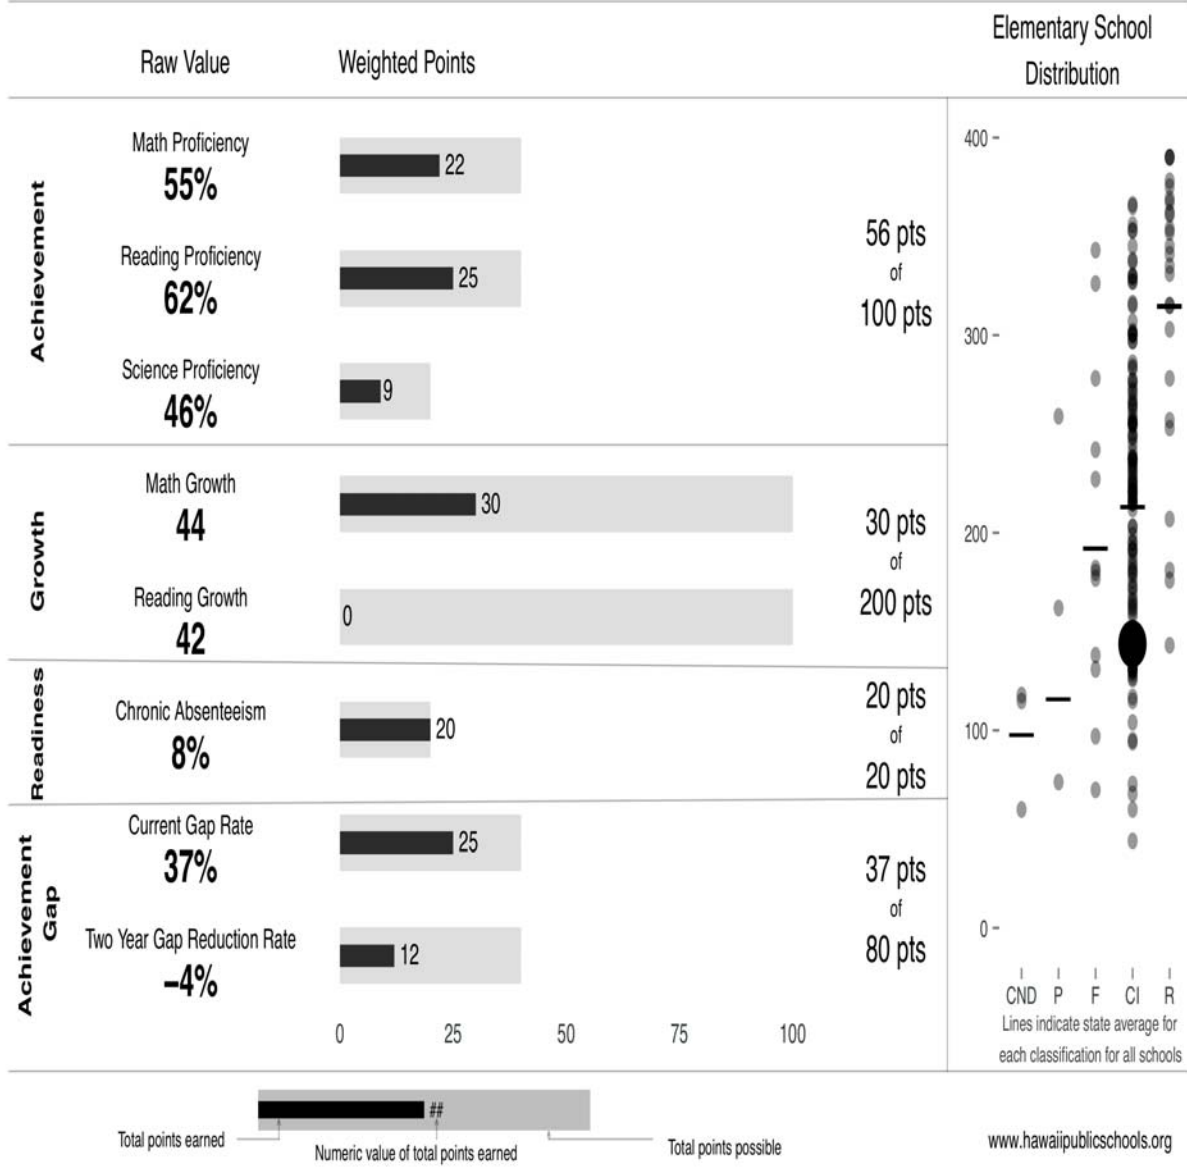 Raw Value
Weighted Points
Elementary School
Distribution
Achievement
Math Proficiency
55%
22
Reading Proficiency
62%
25
Science Proficiency
46%
9
56 pts
of
100 pts
Growth
Math Growth
44
30
Reading Growth
42
0
30 pts
of
200 pts
Readiness
Chronic Absenteeism
8%
20
20 pts
of
20 pts
Achievement
Gap
Current Gap Rate
37%
25
Two Year Gap Reduction Rate
–4%
12
37 pts
of
80 pts
0 25 50 75 100
400
300
200
100
0
CND P F CI R
Lines indicate state average for
each classification for all schools
##
Total points earned
Numeric value of total points earned
Total points possible
www.hawaiipublicschools.org